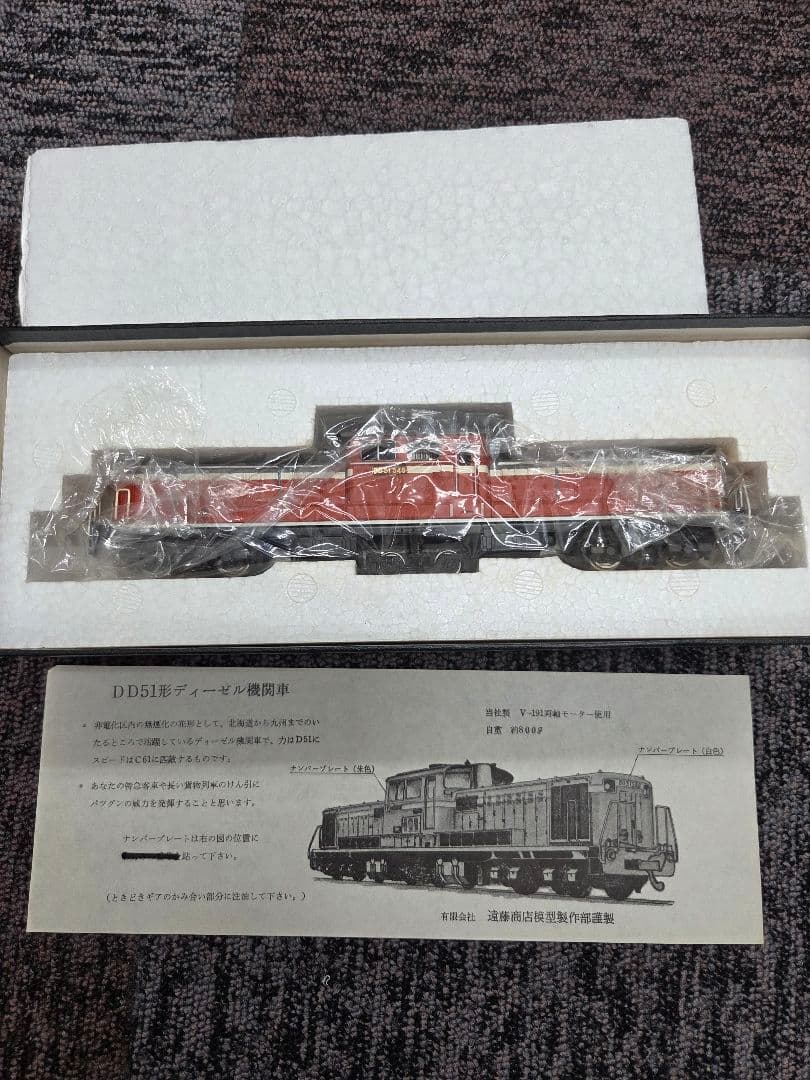 DD51 546
DD51形ディーゼル機関車
非電化区内の無煙化の花形として、北海道から九州までのい
たるところで活躍しているディーゼル機関車で、力はD51に
スピードはC61に匹敵するものです。
あなたの特急客車や長い貨物列車のけん引に
バツグンの威力を発揮することと思います。
ナンバープレートは右の図の位置に
貼って下さい。
(ときどきギアのかみ合い部分に注油して下さい。)
当社製 V-191両軸モーター使用
自重 約800g
ナンバープレート(朱色)
ナンバープレート(白色)
有限会社 遠藤商店模型製作部謹製